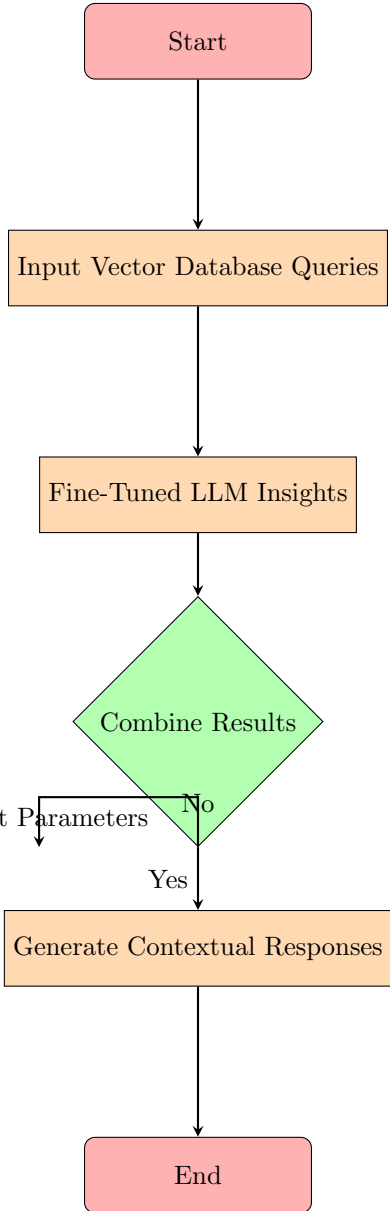 Start
Input Vector Database Queries
Fine-Tuned LLM Insights
Combine Results
No
t Parameters
Yes
Generate Contextual Responses
End